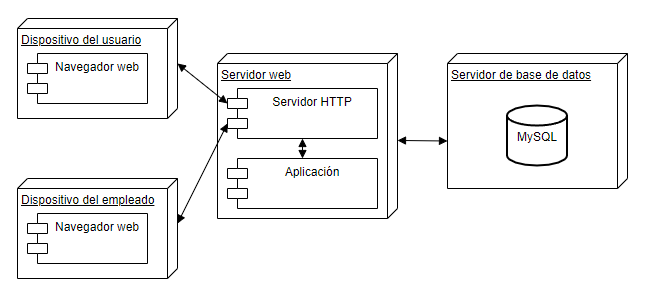 Dispositivo del usuario
Navegador web
Servidor web
Servidor HTTP
Aplicación
Servidor de base de datos
MySQL
Dispositivo del empleado
Navegador web